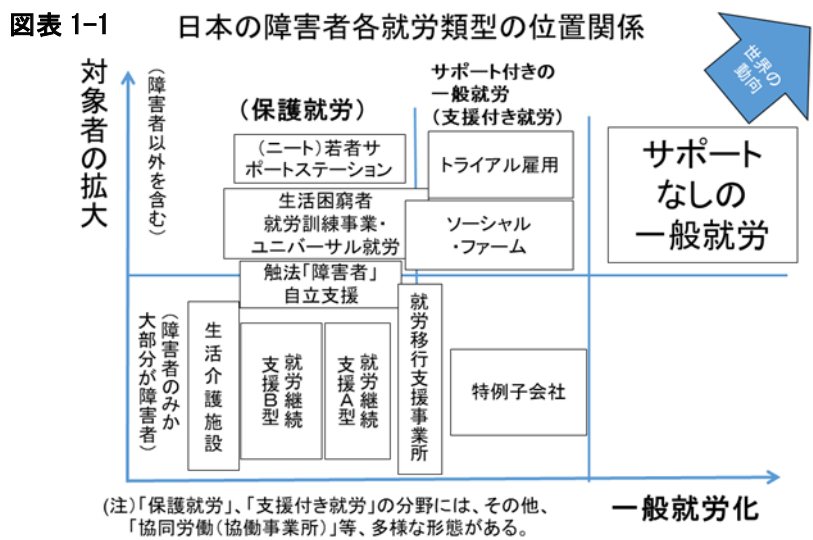 図表 1-1
日本の障害者各就労類型の位置関係
世界の
動向
対象者の拡大
（障害者以外を含む）
（保護就労）
サポート付きの
一般就労
（支援付き就労）
（ニート）若者サ
ポートステーション
トライアル雇用
サポート
なしの
一般就労
生活困窮者
就労訓練事業・
ユニバーサル就労
ソーシャル
・ファーム
触法「障害者」
自立支援
（障害者のみか
大部分が障害者）
生活介護施設
就労継続
支援B型
就労継続
支援A型
就労移行支援事業所
特例子会社
一般就労化
(注)「保護就労」、「支援付き就労」の分野には、その他、
「協同労働(協働事業所)」等、多様な形態がある。